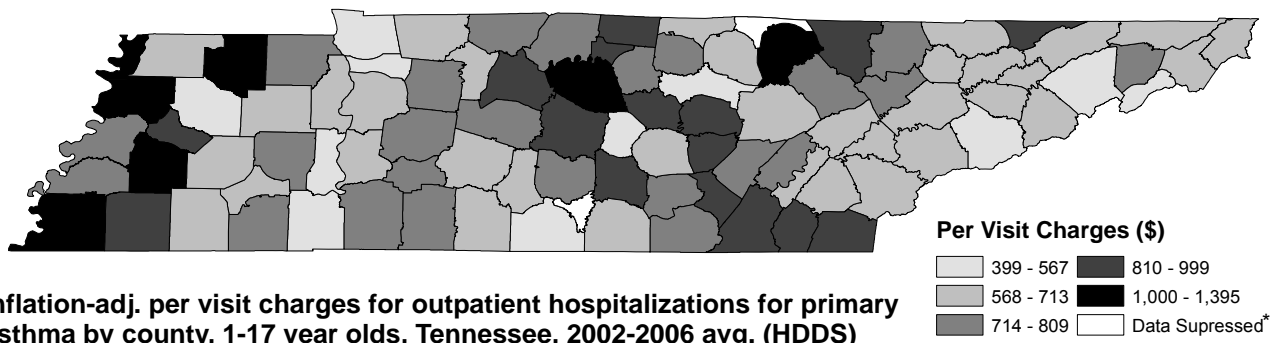 Per Visit Charges ($)
399 - 567
810 - 999
568 - 713
1,000 - 1,395
714 - 809
Data Supressed*
nflation-adj. per visit charges for outpatient hospitalizations for primary
sthma by county, 1-17 year olds, Tennessee, 2002-2006 avg. (HDDS)